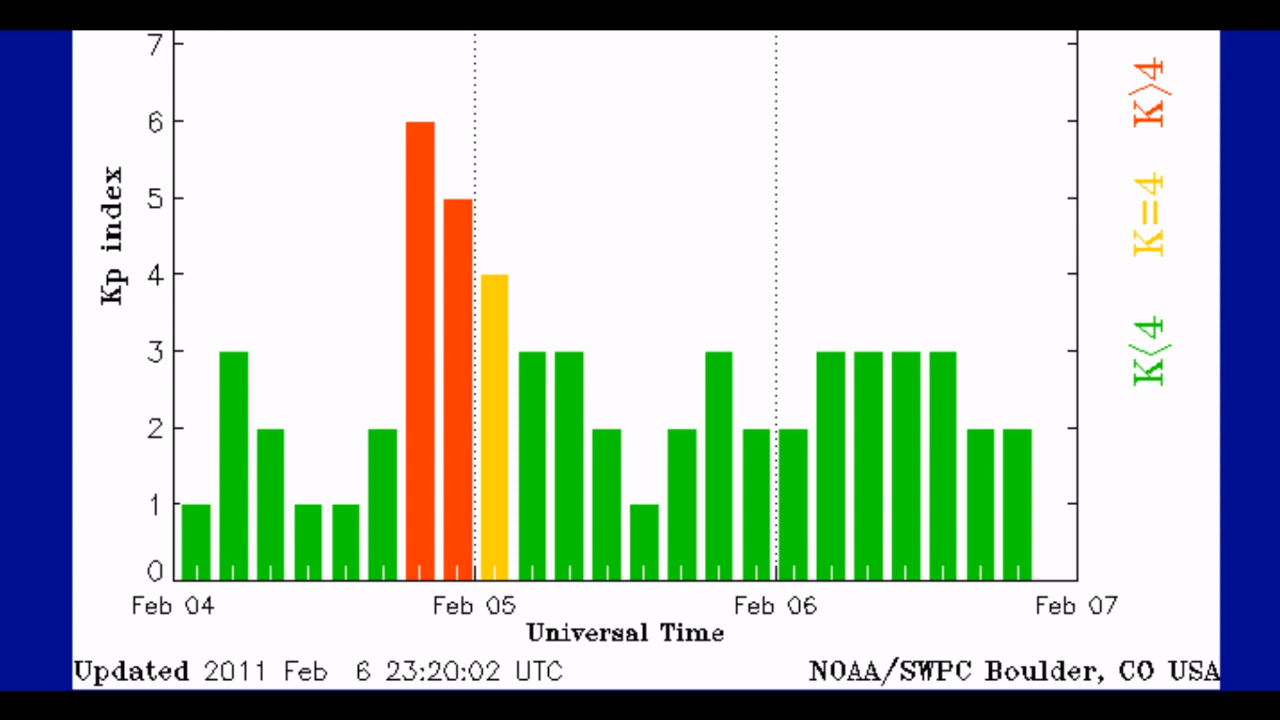 7
6
5
4
3
2
1
0
Kp index
K>4
K=4
K<4
Feb 04 Feb 05 Feb 06 Feb 07
Universal Time
Updated 2011 Feb 6 23:20:02 UTC NOAA/SWPC Boulder, CO USA